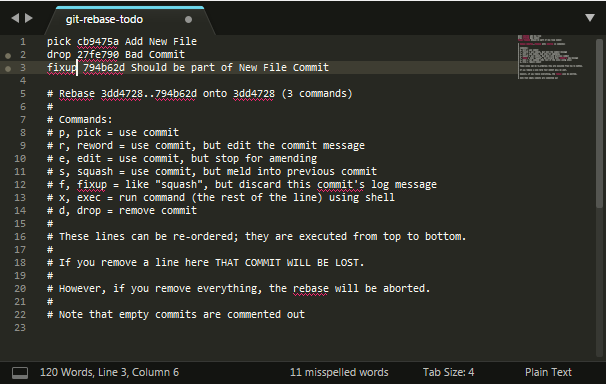 git-rebase-todo
1 pick cb9475a Add New File
2 drop 27fe790 Bad Commit
3 fixup 794b62d Should be part of New File Commit
4
5 # Rebase 3dd4728..794b62d onto 3dd4728 (3 commands)
6 #
7 # Commands:
8 # p, pick = use commit
9 # r, reword = use commit, but edit the commit message
10 # e, edit = use commit, but stop for amending
11 # s, squash = use commit, but meld into previous commit
12 # f, fixup = like "squash", but discard this commit's log message
13 # x, exec = run command (the rest of the line) using shell
14 # d, drop = remove commit
15 #
16 # These lines can be re-ordered; they are executed from top to bottom.
17 #
18 # If you remove a line here THAT COMMIT WILL BE LOST.
19 #
20 # However, if you remove everything, the rebase will be aborted.
21 #
22 # Note that empty commits are commented out
23
120 Words, Line 3, Column 6 11 misspelled words Tab Size: 4 Plain Text